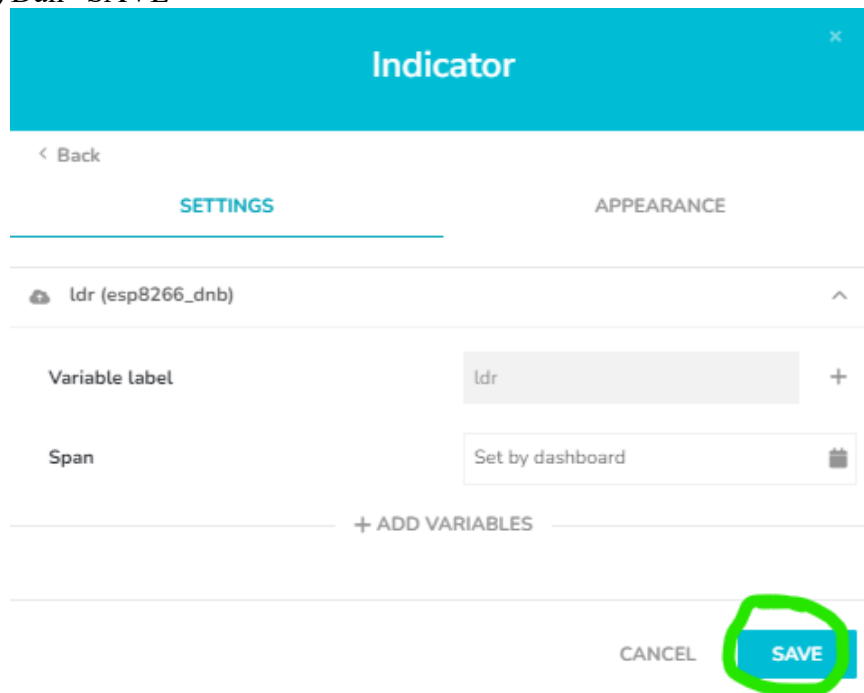 Indicator
×
< Back
SETTINGS APPEARANCE
ldr (esp8266_dnb)
Variable label ldr +
Span Set by dashboard
+ ADD VARIABLES
CANCEL SAVE